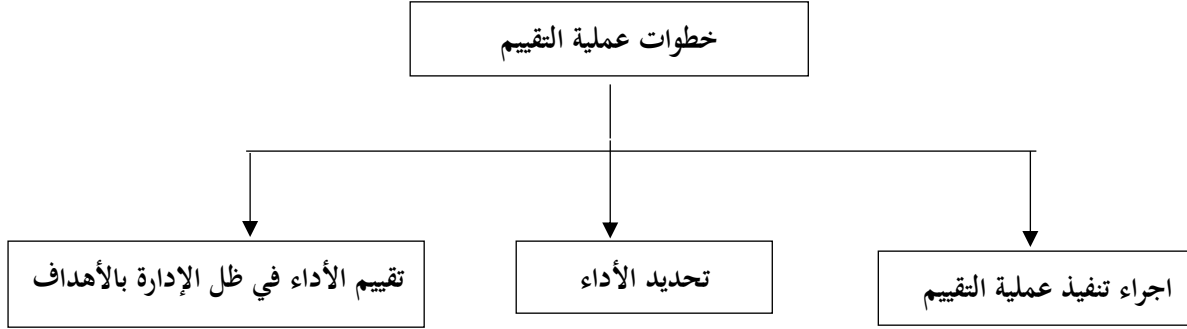 خطوات عملية التقييم
اجراء تنفيذ عملية التقييم
تحديد الأداء
تقييم الأداء في ظل الإدارة بالأهداف